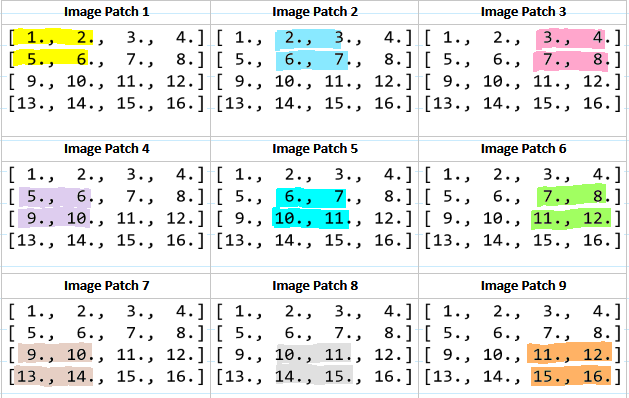 Image Patch 1 Image Patch 2 Image Patch 3
[ 1., 2., 3., 4.] [ 1., 2., 3., 4.] [ 1., 2., 3., 4.]
[ 5., 6., 7., 8.] [ 5., 6., 7., 8.] [ 5., 6., 7., 8.]
[ 9., 10., 11., 12.] [ 9., 10., 11., 12.] [ 9., 10., 11., 12.]
[13., 14., 15., 16.] [13., 14., 15., 16.] [13., 14., 15., 16.]
Image Patch 4 Image Patch 5 Image Patch 6
[ 1., 2., 3., 4.] [ 1., 2., 3., 4.] [ 1., 2., 3., 4.]
[ 5., 6., 7., 8.] [ 5., 6., 7., 8.] [ 5., 6., 7., 8.]
[ 9., 10., 11., 12.] [ 9., 10., 11., 12.] [ 9., 10., 11., 12.]
[13., 14., 15., 16.] [13., 14., 15., 16.] [13., 14., 15., 16.]
Image Patch 7 Image Patch 8 Image Patch 9
[ 1., 2., 3., 4.] [ 1., 2., 3., 4.] [ 1., 2., 3., 4.]
[ 5., 6., 7., 8.] [ 5., 6., 7., 8.] [ 5., 6., 7., 8.]
[ 9., 10., 11., 12.] [ 9., 10., 11., 12.] [ 9., 10., 11., 12.]
[13., 14., 15., 16.] [13., 14., 15., 16.] [13., 14., 15., 16.]